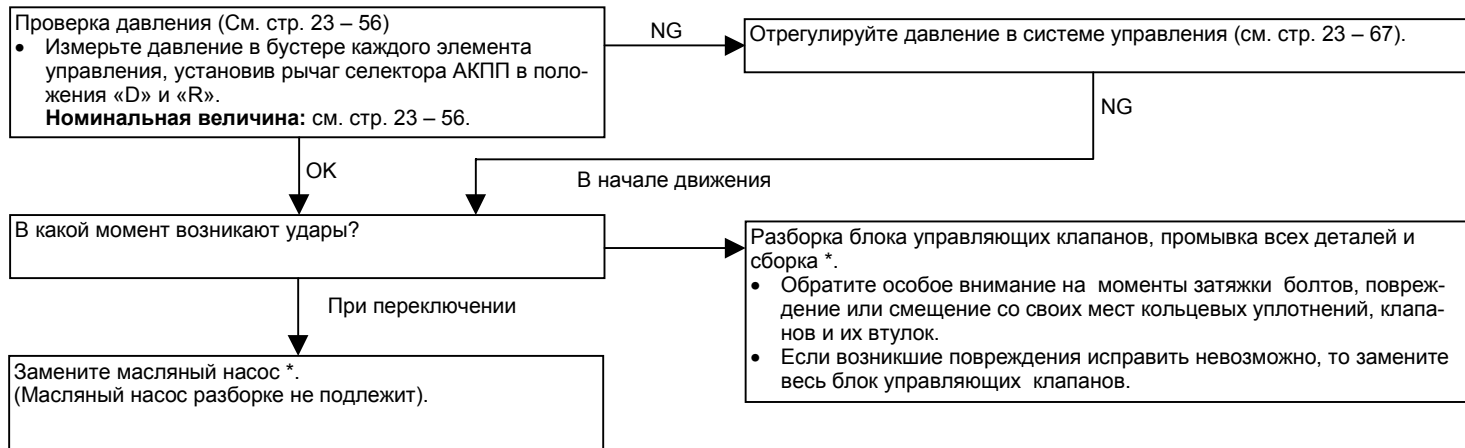 Проверка давления (См. стр. 23 – 56)
• Измерьте давление в бустере каждого элемента
управления, установив рычаг селектора АКПП в поло-
жения «D» и «R».
Номинальная величина: см. стр. 23 – 56.
NG
Отрегулируйте давление в системе управления (см. стр. 23 – 67).
NG
OK
В начале движения
В какой момент возникают удары?
Разборка блока управляющих клапанов, промывка всех деталей и
сборка *.
• Обратите особое внимание на моменты затяжки болтов, повреж-
дение или смещение со своих мест кольцевых уплотнений, клапа-
нов и их втулок.
• Если возникшие повреждения исправить невозможно, то замените
весь блок управляющих клапанов.
При переключении
Замените масляный насос *.
(Масляный насос разборке не подлежит).